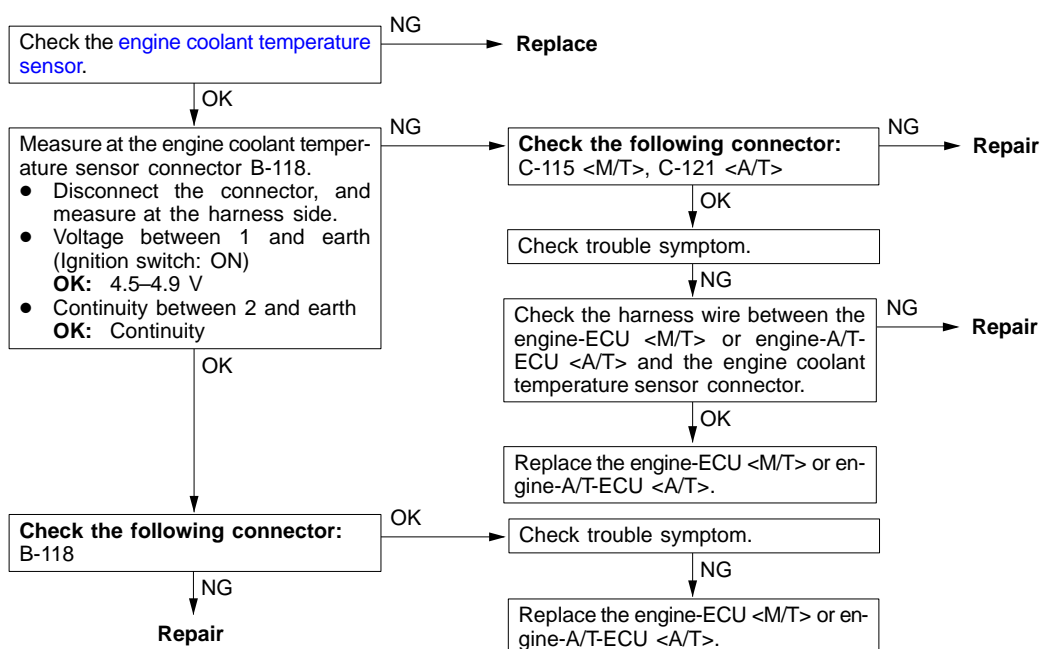 Check the engine coolant temperature
sensor.
NG
Replace
OK
Measure at the engine coolant temper-
ature sensor connector B-118.
● Disconnect the connector, and
measure at the harness side.
● Voltage between 1 and earth
(Ignition switch: ON)
OK: 4.5–4.9 V
● Continuity between 2 and earth
OK: Continuity
NG
Check the following connector:
C-115 <M/T>, C-121 <A/T>
NG
Repair
OK
Check trouble symptom.
NG
Check the harness wire between the
engine-ECU <M/T> or engine-A/T-
ECU <A/T> and the engine coolant
temperature sensor connector.
NG
Repair
OK
Replace the engine-ECU <M/T> or en-
gine-A/T-ECU <A/T>.
OK
Check the following connector:
B-118
OK
Check trouble symptom.
NG
Replace the engine-ECU <M/T> or en-
gine-A/T-ECU <A/T>.
NG
Repair